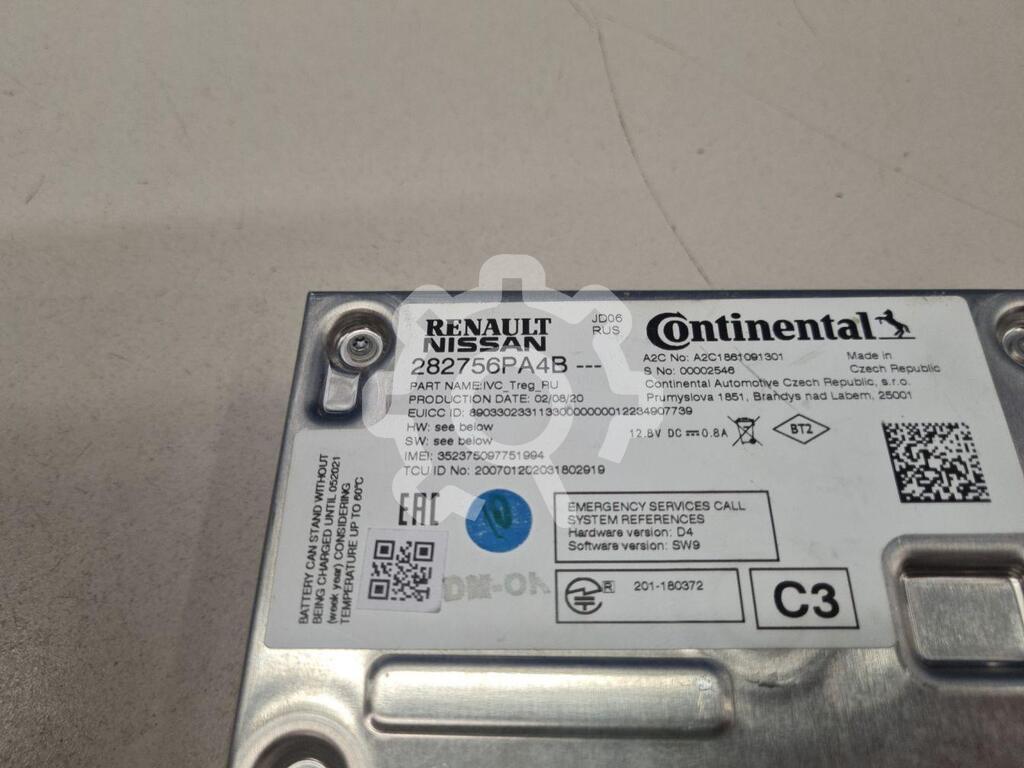 RENAULT
NISSAN
JD06
RUS
Continental
282756PA4B ---
PART NAME:IVC_Treg_RU
PRODUCTION DATE: 02/08/20
EUICC ID: 89033023311330000000012234907739
HW: see below
SW: see below
IMEI: 352375097751994
TCU ID No: 200701202031802919
A2C No: A2C1861091301
Made in
S No: 00002546
Czech Republic
Continental Automotive Czech Republic, s.r.o.
Prumyslova 1851, Brandys nad Labem, 25001
12.8V DC 0.8A
BT2
BATTERY CAN STAND WITHOUT
BEING CHARGED UNTIL 052021
(week year) CONSIDERING
TEMPERATURE UP TO 60°C
EAC
EMERGENCY SERVICES CALL
SYSTEM REFERENCES
Hardware version: D4
Software version: SW9
R 201-180372
C3